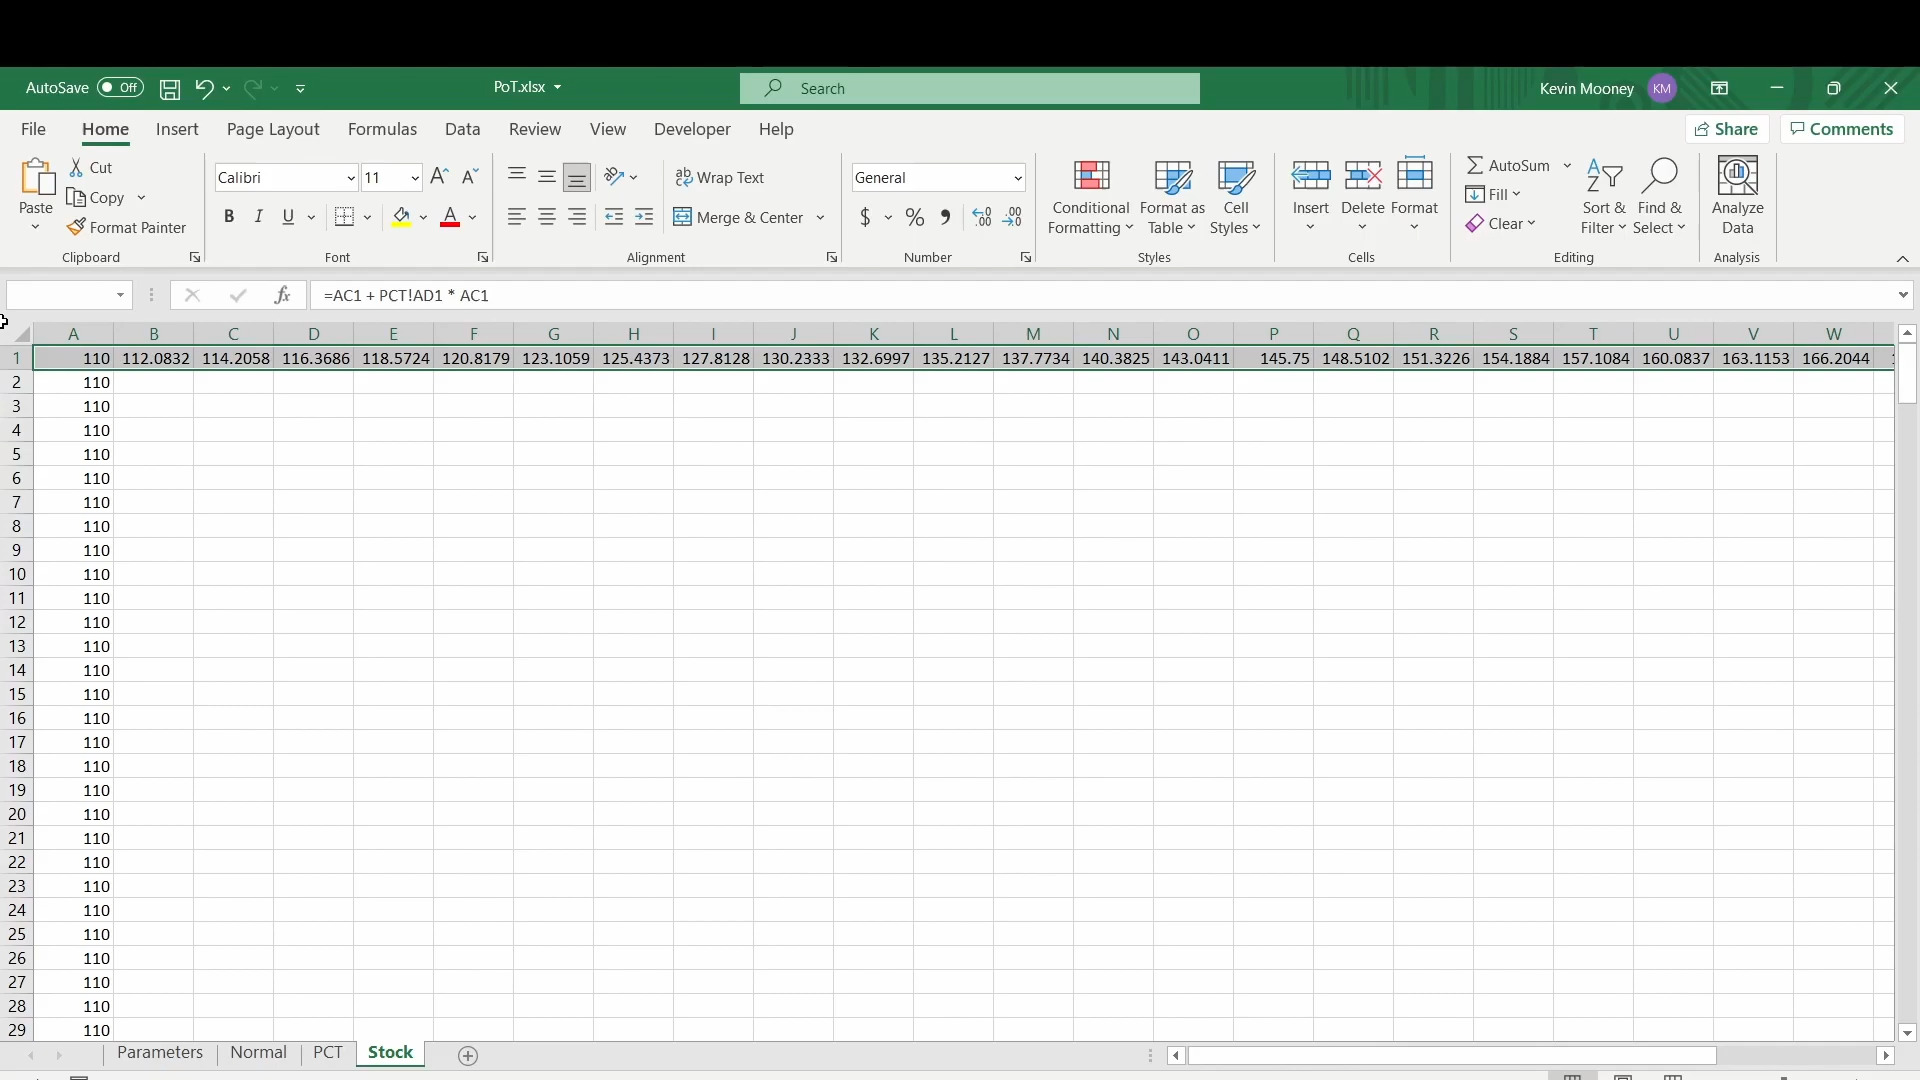 AutoSave Off PoT.xlsx Search Kevin Mooney KM
File Home Insert Page Layout Formulas Data Review View Developer Help Share Comments
Paste Cut Copy Format Painter Clipboard
Calibri 11 B I U A Font
Wrap Text Merge & Center Alignment
General $ % Number
Conditional Formatting Format as Table Cell Styles Styles
Insert Delete Format Cells
AutoSum Fill Clear Sort & Filter Find & Select Editing
Analyze Data Analysis
fx =AC1 + PCT!AD1 * AC1
A B C D E F G H I J K L M N O P Q R S T U V W
1 110 112.0832 114.2058 116.3686 118.5724 120.8179 123.1059 125.4373 127.8128 130.2333 132.6997 135.2127 137.7734 140.3825 143.0411 145.75 148.5102 151.3226 154.1884 157.1084 160.0837 163.1153 166.2044
2 110
3 110
4 110
5 110
6 110
7 110
8 110
9 110
10 110
11 110
12 110
13 110
14 110
15 110
16 110
17 110
18 110
19 110
20 110
21 110
22 110
23 110
24 110
25 110
26 110
27 110
28 110
29 110
Parameters Normal PCT Stock